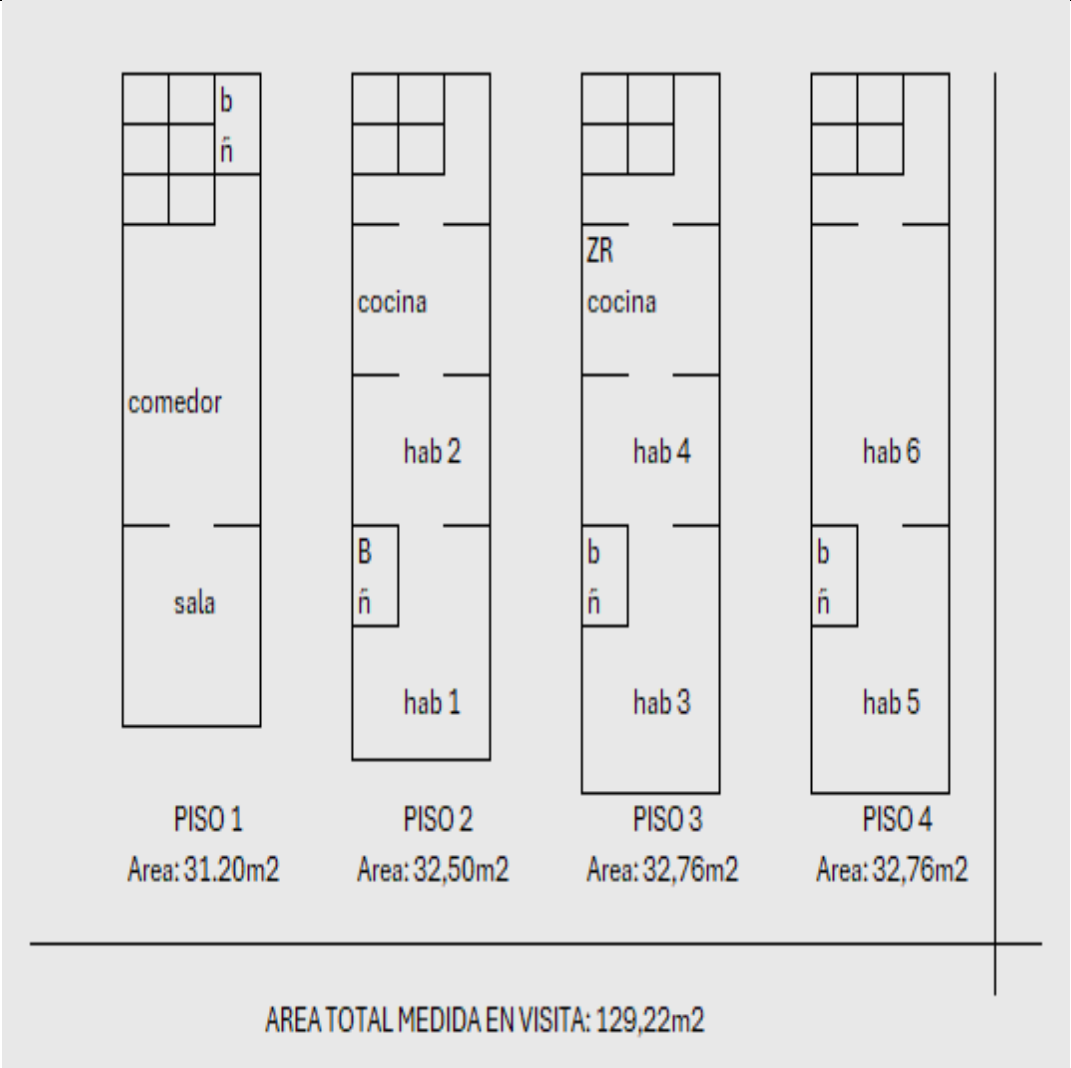 b
ñ
comedor
sala
PISO 1
Area: 31.20m2
cocina
hab 2
B
ñ
hab 1
PISO 2
Area: 32,50m2
ZR
cocina
hab 4
b
ñ
hab 3
PISO 3
Area: 32,76m2
hab 6
b
ñ
hab 5
PISO 4
Area: 32,76m2
AREA TOTAL MEDIDA EN VISITA: 129,22m2